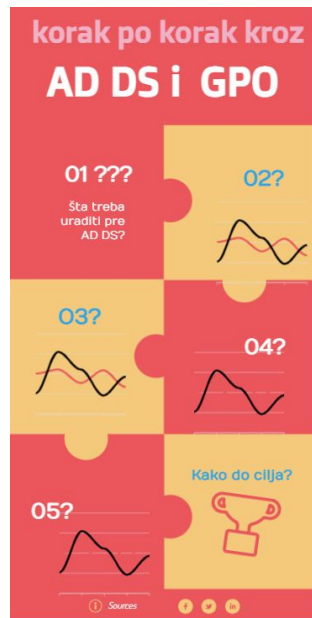 korak po korak kroz
AD DS i GPO
01 ???
Šta treba
uraditi pre
AD DS?
02?
03?
04?
05?
Kako do cilja?
Sources